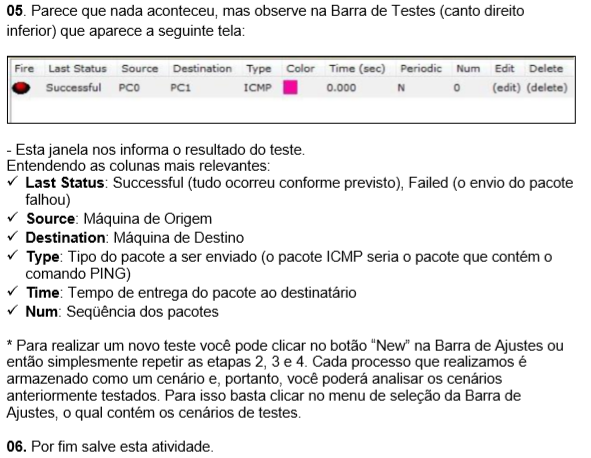 05. Parece que nada aconteceu, mas observe na Barra de Testes (canto direito
inferior) que aparece a seguinte tela:
Fire Last Status Source Destination Type Color Time (sec) Periodic Num Edit Delete
Successful PC0 PC1 ICMP 0.000 N 0 (edit) (delete)
- Esta janela nos informa o resultado do teste.
Entendendo as colunas mais relevantes:
✓ Last Status: Successful (tudo ocorreu conforme previsto), Failed (o envio do pacote
falhou)
✓ Source: Máquina de Origem
✓ Destination: Máquina de Destino
✓ Type: Tipo do pacote a ser enviado (o pacote ICMP seria o pacote que contém o
comando PING)
✓ Time: Tempo de entrega do pacote ao destinatário
✓ Num: Seqüência dos pacotes
* Para realizar um novo teste você pode clicar no botão “New” na Barra de Ajustes ou
então simplesmente repetir as etapas 2, 3 e 4. Cada processo que realizamos é
armazenado como um cenário e, portanto, você poderá analisar os cenários
anteriormente testados. Para isso basta clicar no menu de seleção da Barra de
Ajustes, o qual contém os cenários de testes.
06. Por fim salve esta atividade.